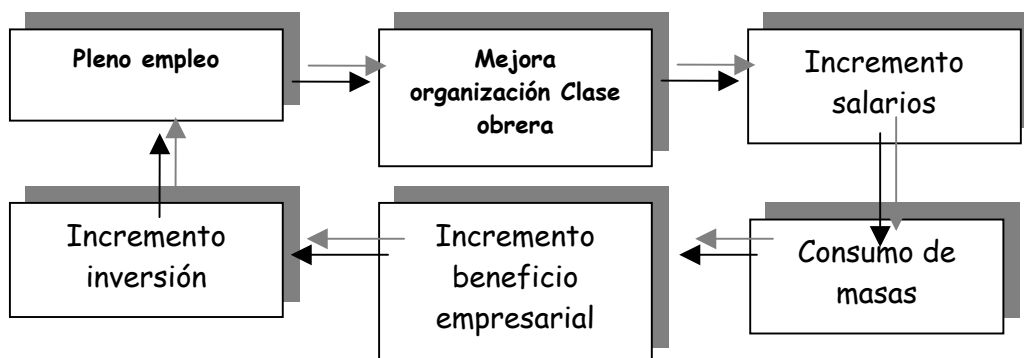 Pleno empleo
Mejora
organización Clase
obrera
Incremento
salarios
Incremento
inversión
Incremento
beneficio
empresarial
Consumo de
masas